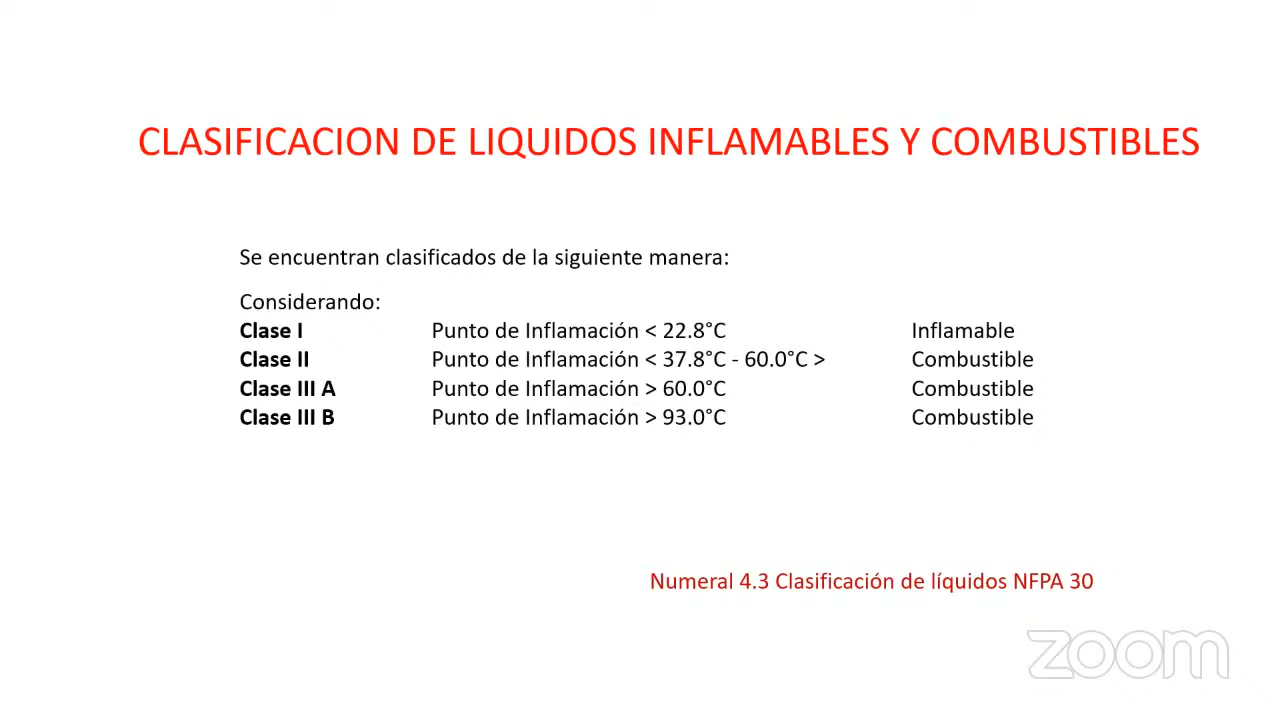 CLASIFICACION DE LIQUIDOS INFLAMABLES Y COMBUSTIBLES
Se encuentran clasificados de la siguiente manera:
Considerando:
Clase I Punto de Inflamación < 22.8°C Inflamable
Clase II Punto de Inflamación < 37.8°C - 60.0°C > Combustible
Clase III A Punto de Inflamación > 60.0°C Combustible
Clase III B Punto de Inflamación > 93.0°C Combustible
Numeral 4.3 Clasificación de líquidos NFPA 30
zoom